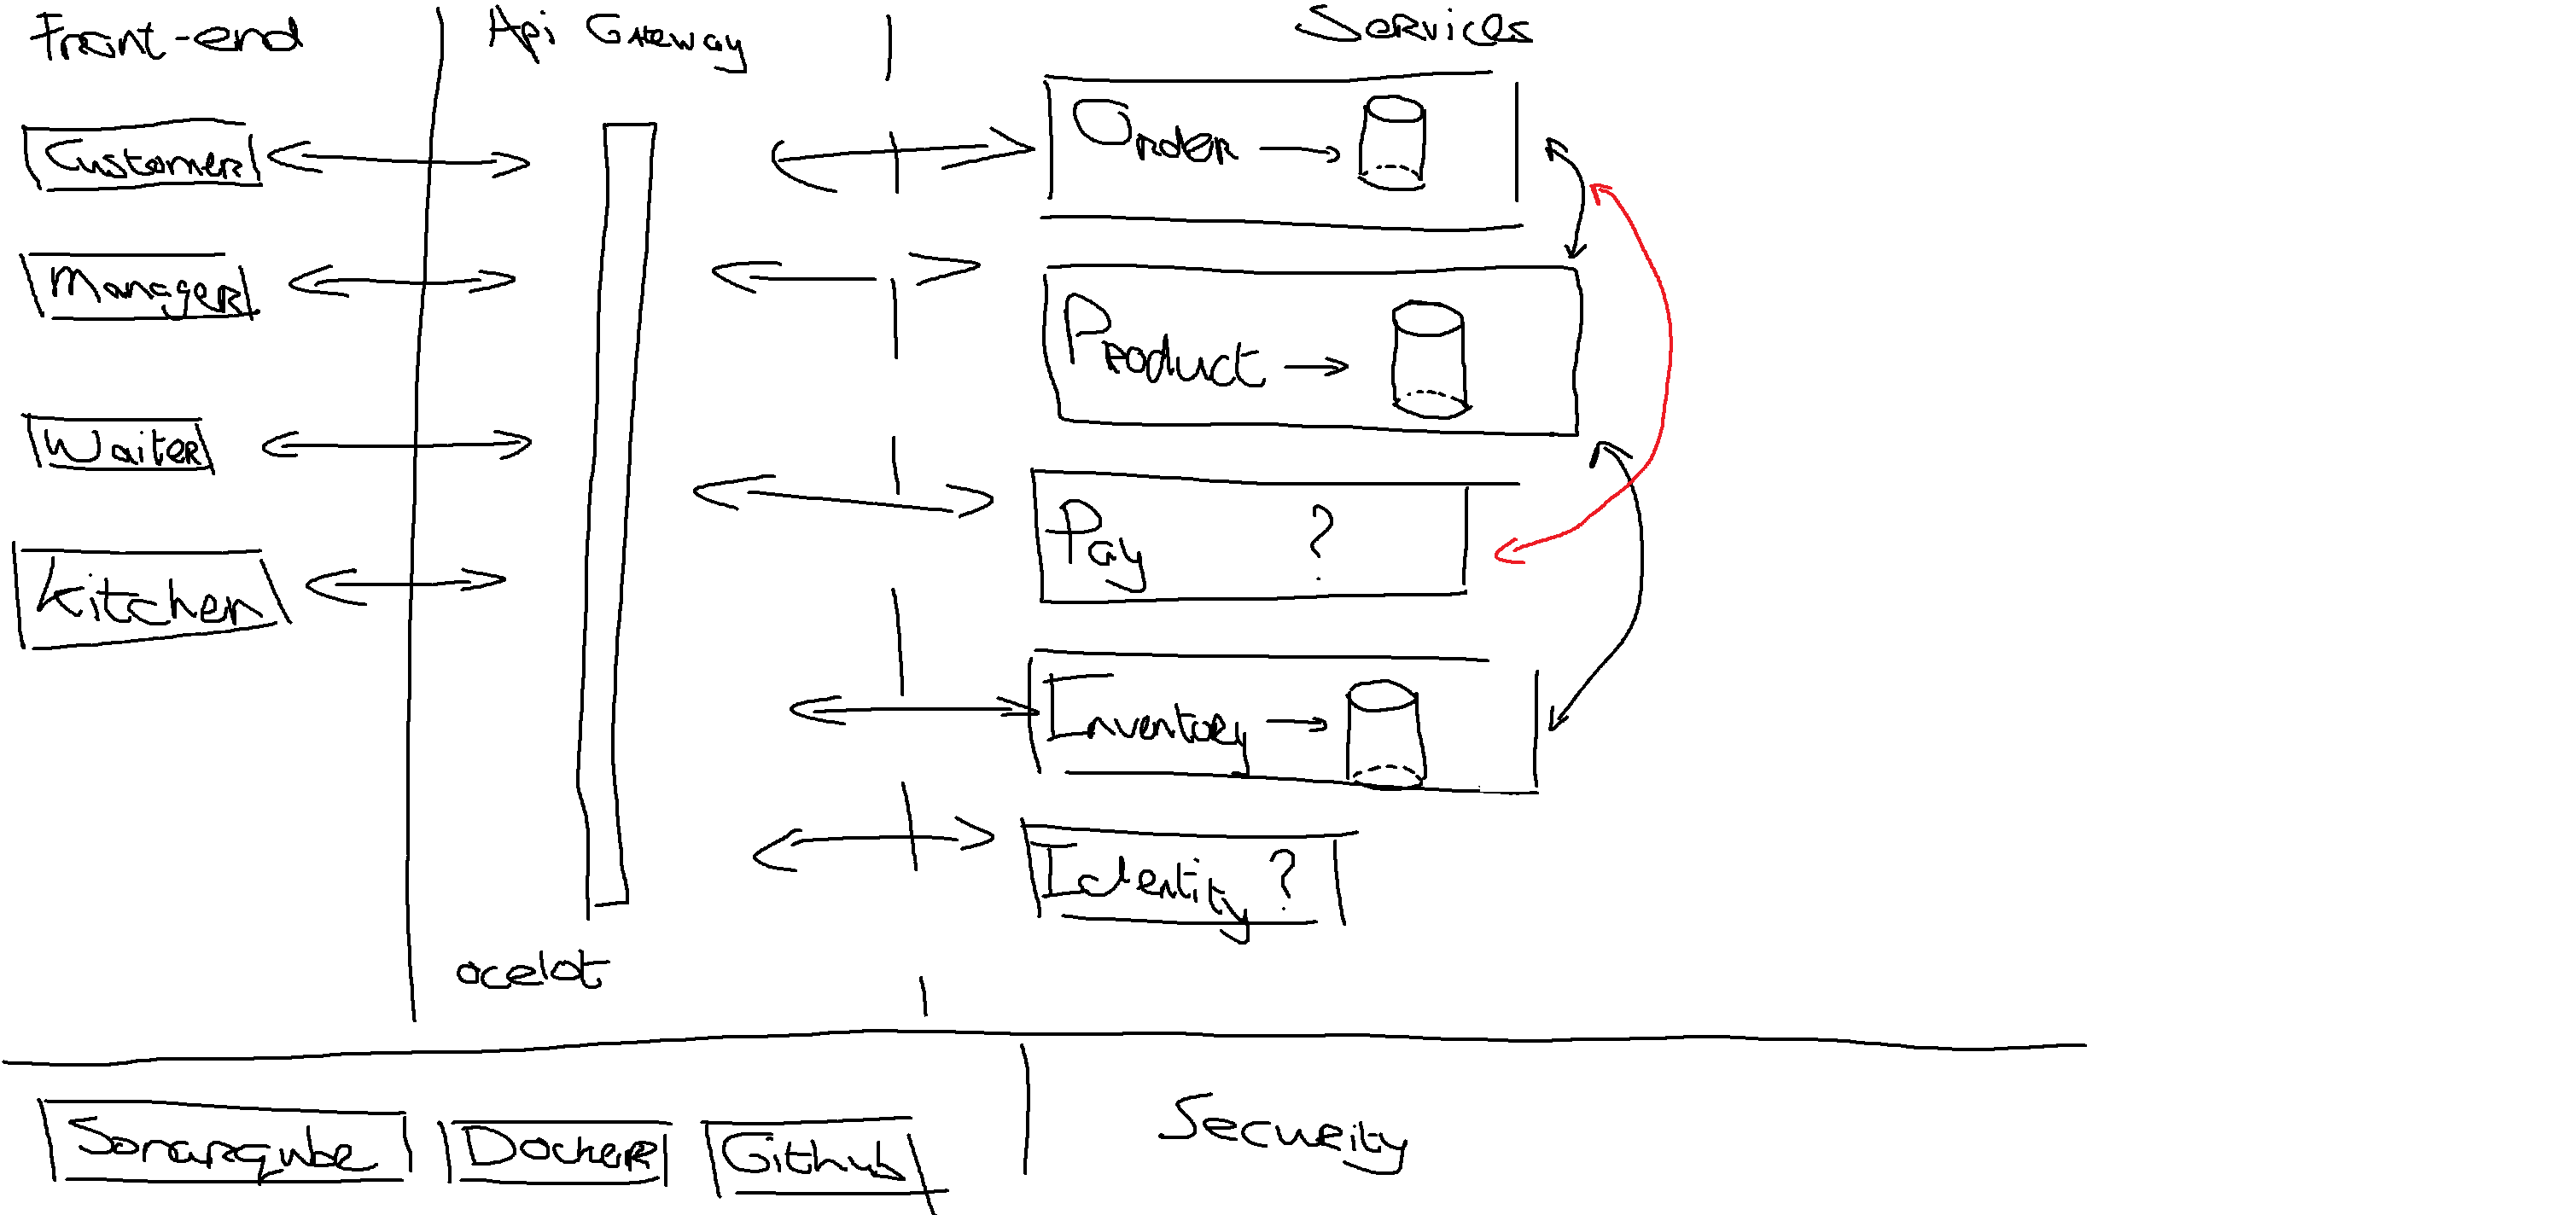 Front-end
Api Gateway
Services
Customer
Manager
Waiter
Kitchen
ocelot
Order
Product
Pay ?
Inventory
Identity ?
Sonarqube
Docker
Github
Security